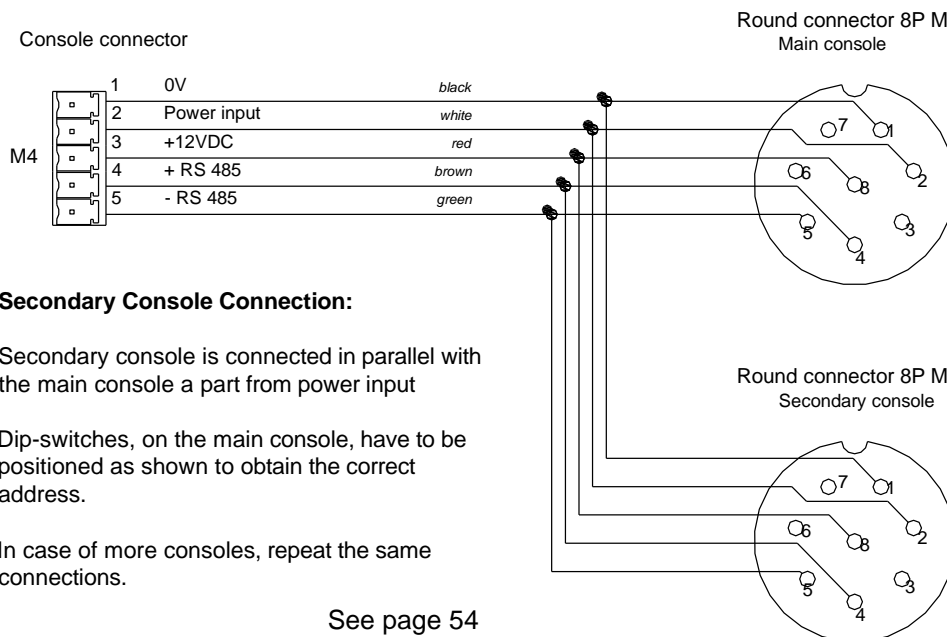 Console connector
Round connector 8P M
Main console
M4
1 0V black
2 Power input white
3 +12VDC red
4 + RS 485 brown
5 - RS 485 green
7 1
6 8 2
5 3
4
Secondary Console Connection:
Secondary console is connected in parallel with
the main console a part from power input
Dip-switches, on the main console, have to be
positioned as shown to obtain the correct
address.
In case of more consoles, repeat the same
connections.
See page 54
Round connector 8P M
Secondary console
7 1
6 8 2
5 3
4